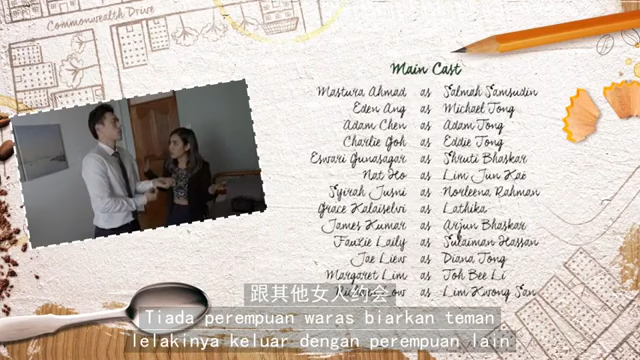 Commonwealth Drive
Main Cast
Mastura Ahmad as Salmah Samsudin
Eden Ang as Michael Tong
Adam Chen as Adam Tong
Charlie Goh as Eddie Tong
Eswari Gunasagar as Shruti Bhaskar
Nat Ho as Lim Jun Kai
Syirah Jusni as Norleena Rahman
Grace Kalaiselvi as Lathika
James Kumar as Arjun Bhaskar
Fauzie Laily as Sulaiman Hassan
Jae Liew as Diana Tong
Margaret Lim as Toh Bee Li
as Lim Kwong San
跟其他女人约会
Tiada perempuan waras biarkan teman
lelakinya keluar dengan perempuan lain